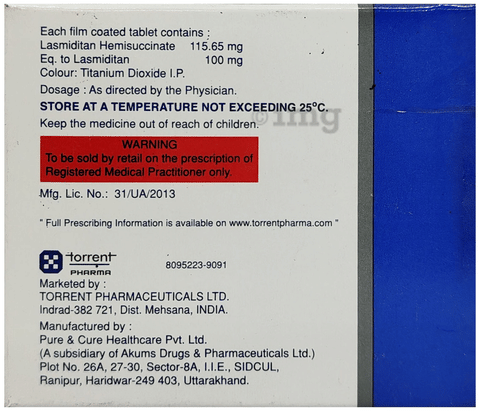 Each film coated tablet contains :
Lasmiditan Hemisuccinate 115.65 mg
Eq. to Lasmiditan 100 mg
Colour: Titanium Dioxide I.P.
Dosage : As directed by the Physician.
STORE AT A TEMPERATURE NOT EXCEEDING 25°C.
Keep the medicine out of reach of children.
1mg
WARNING
To be sold by retail on the prescription of
Registered Medical Practitioner only.
Mfg. Lic. No.: 31/UA/2013
" Full Prescribing Information is available on www.torrentpharma.com "
torrent
PHARMA
8095223-9091
Marketed by :
TORRENT PHARMACEUTICALS LTD.
Indrad-382 721, Dist. Mehsana, INDIA.
Manufactured by :
Pure & Cure Healthcare Pvt. Ltd.
(A subsidiary of Akums Drugs & Pharmaceuticals Ltd.)
Plot No. 26A, 27-30, Sector-8A, I.I.E., SIDCUL,
Ranipur, Haridwar-249 403, Uttarakhand.